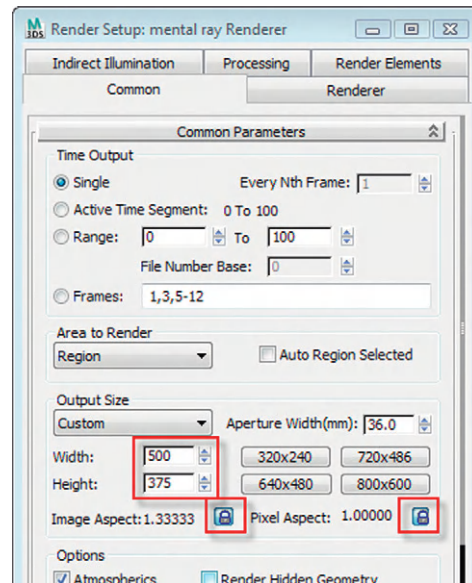 M
3DS
Render Setup: mental ray Renderer
Indirect Illumination Processing Render Elements
Common Renderer
Common Parameters
Time Output
Single Every Nth Frame: 1
Active Time Segment: 0 To 100
Range: 0 To 100
File Number Base: 0
Frames: 1,3,5-12
Area to Render
Region Auto Region Selected
Output Size
Custom Aperture Width(mm): 36.0
Width: 500 320x240 720x486
Height: 375 640x480 800x600
Image Aspect: 1.33333 Pixel Aspect: 1.00000
Options
Atmospherics Render Hidden Geometry